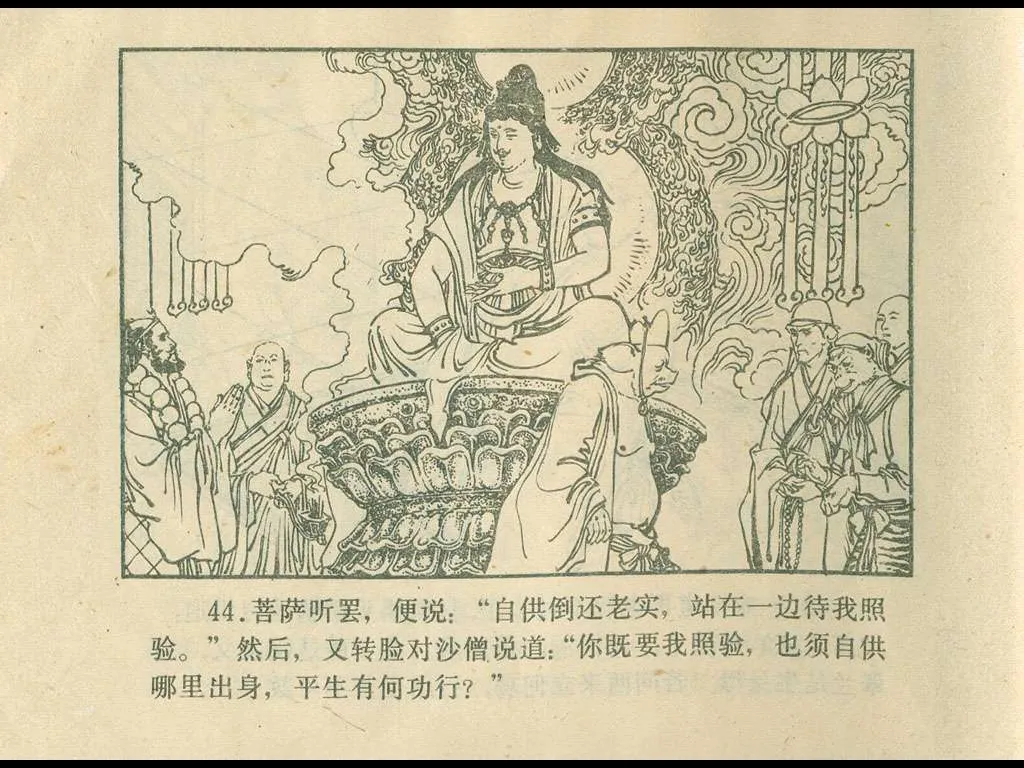 44.菩萨听罢，便说：“自供倒还老实，站在一边待我照
验。”然后，又转脸对沙僧说道：“你既要我照验，也须自供
哪里出身，平生有何功行？”